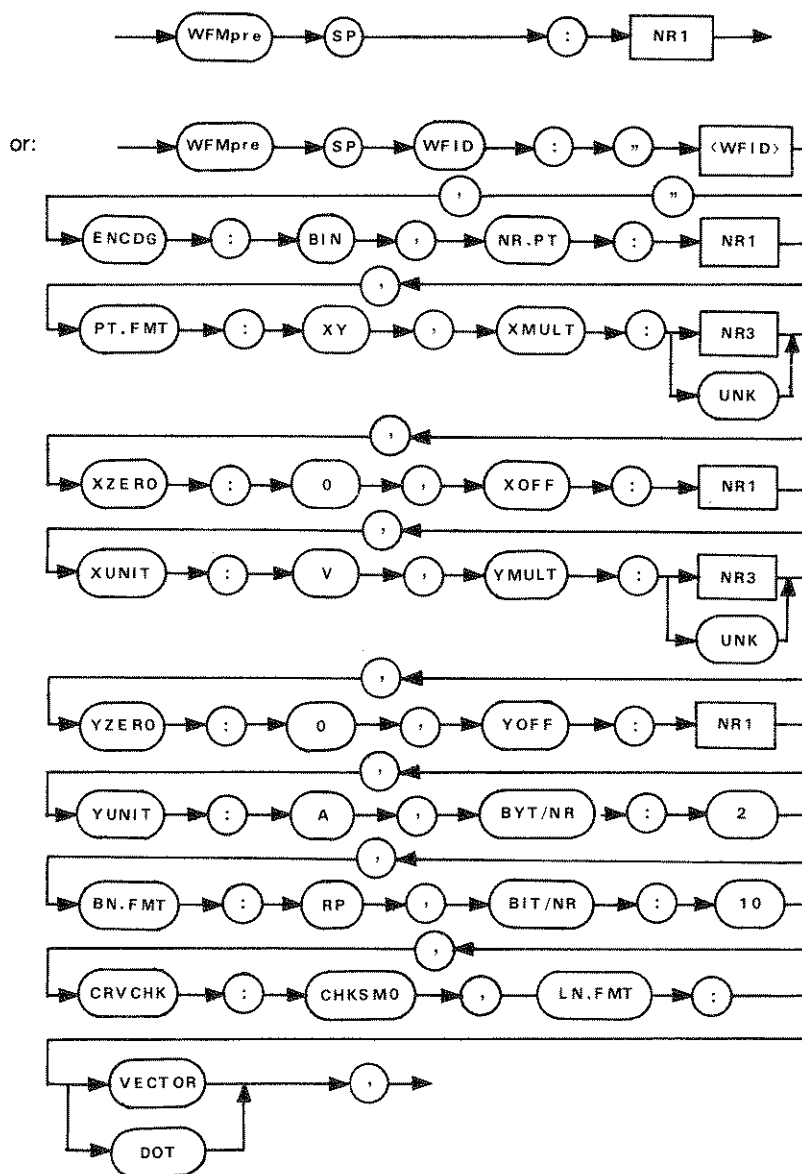 WFMpre SP : NR1
or: WFMpre SP WFID : " <WFID>
, "
ENCDG : BIN , NR.PT : NR1
,
PT.FMT : XY , XMULT : NR3
UNK
,
XZERO : 0 , XOFF : NR1
,
XUNIT : V , YMULT : NR3
UNK
,
YZERO : 0 , YOFF : NR1
,
YUNIT : A , BYT/NR : 2
,
BN.FMT : RP , BIT/NR : 10
,
CRVCHK : CHKSM0 , LN.FMT :
VECTOR ,
DOT